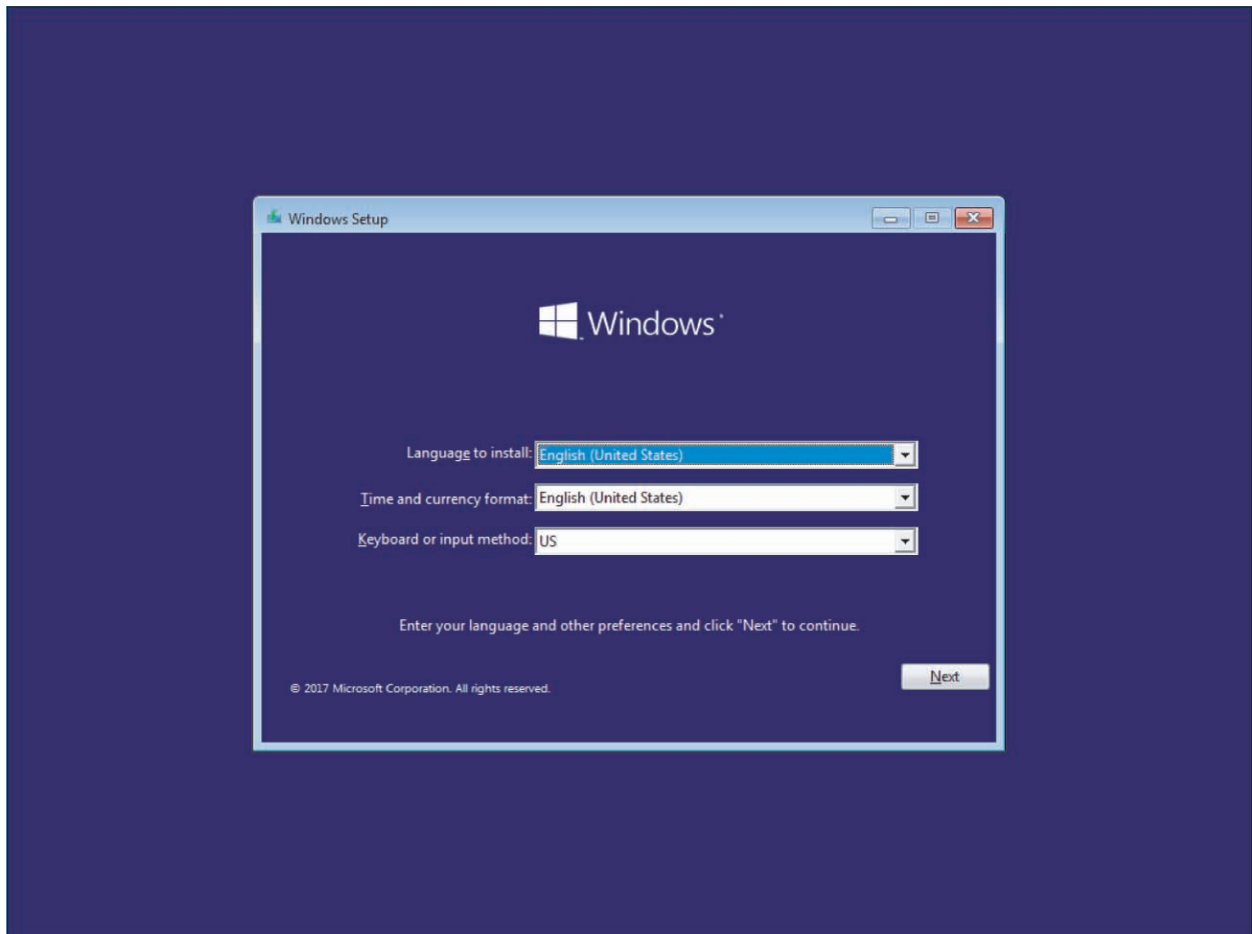 Windows Setup
Windows
Language to install: English (United States)
Time and currency format: English (United States)
Keyboard or input method: US
Enter your language and other preferences and click "Next" to continue.
Next
© 2017 Microsoft Corporation. All rights reserved.